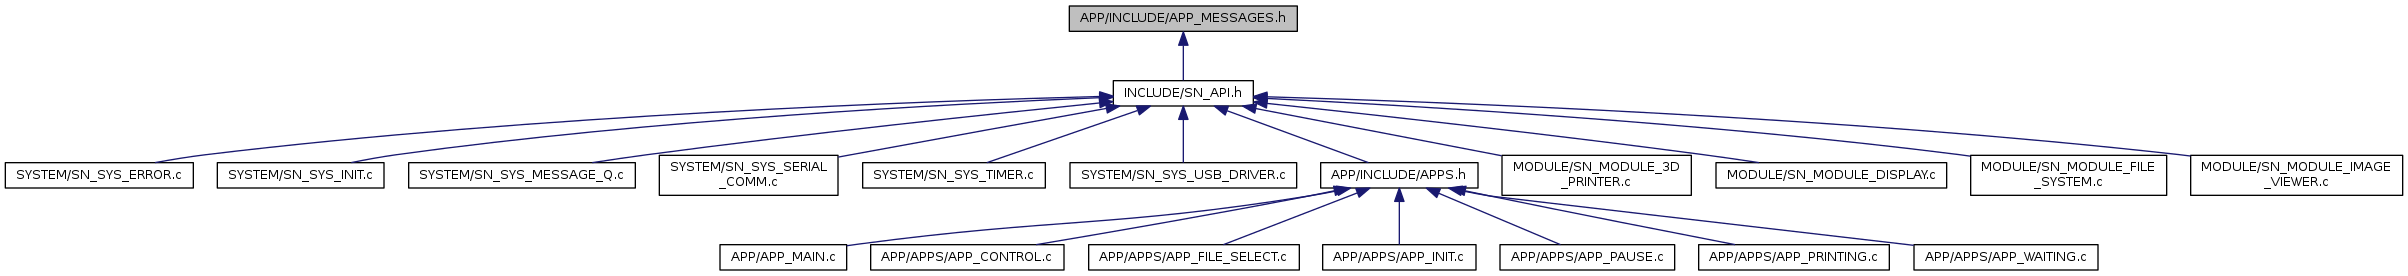 APP/INCLUDE/APP_MESSAGES.h
INCLUDE/SN_API.h
SYSTEM/SN_SYS_ERROR.c
SYSTEM/SN_SYS_INIT.c
SYSTEM/SN_SYS_MESSAGE_Q.c
SYSTEM/SN_SYS_SERIAL
_COMM.c
SYSTEM/SN_SYS_TIMER.c
SYSTEM/SN_SYS_USB_DRIVER.c
APP/INCLUDE/APPS.h
MODULE/SN_MODULE_3D
_PRINTER.c
MODULE/SN_MODULE_DISPLAY.c
MODULE/SN_MODULE_FILE
_SYSTEM.c
MODULE/SN_MODULE_IMAGE
_VIEWER.c
APP/APP_MAIN.c
APP/APPS/APP_CONTROL.c
APP/APPS/APP_FILE_SELECT.c
APP/APPS/APP_INIT.c
APP/APPS/APP_PAUSE.c
APP/APPS/APP_PRINTING.c
APP/APPS/APP_WAITING.c